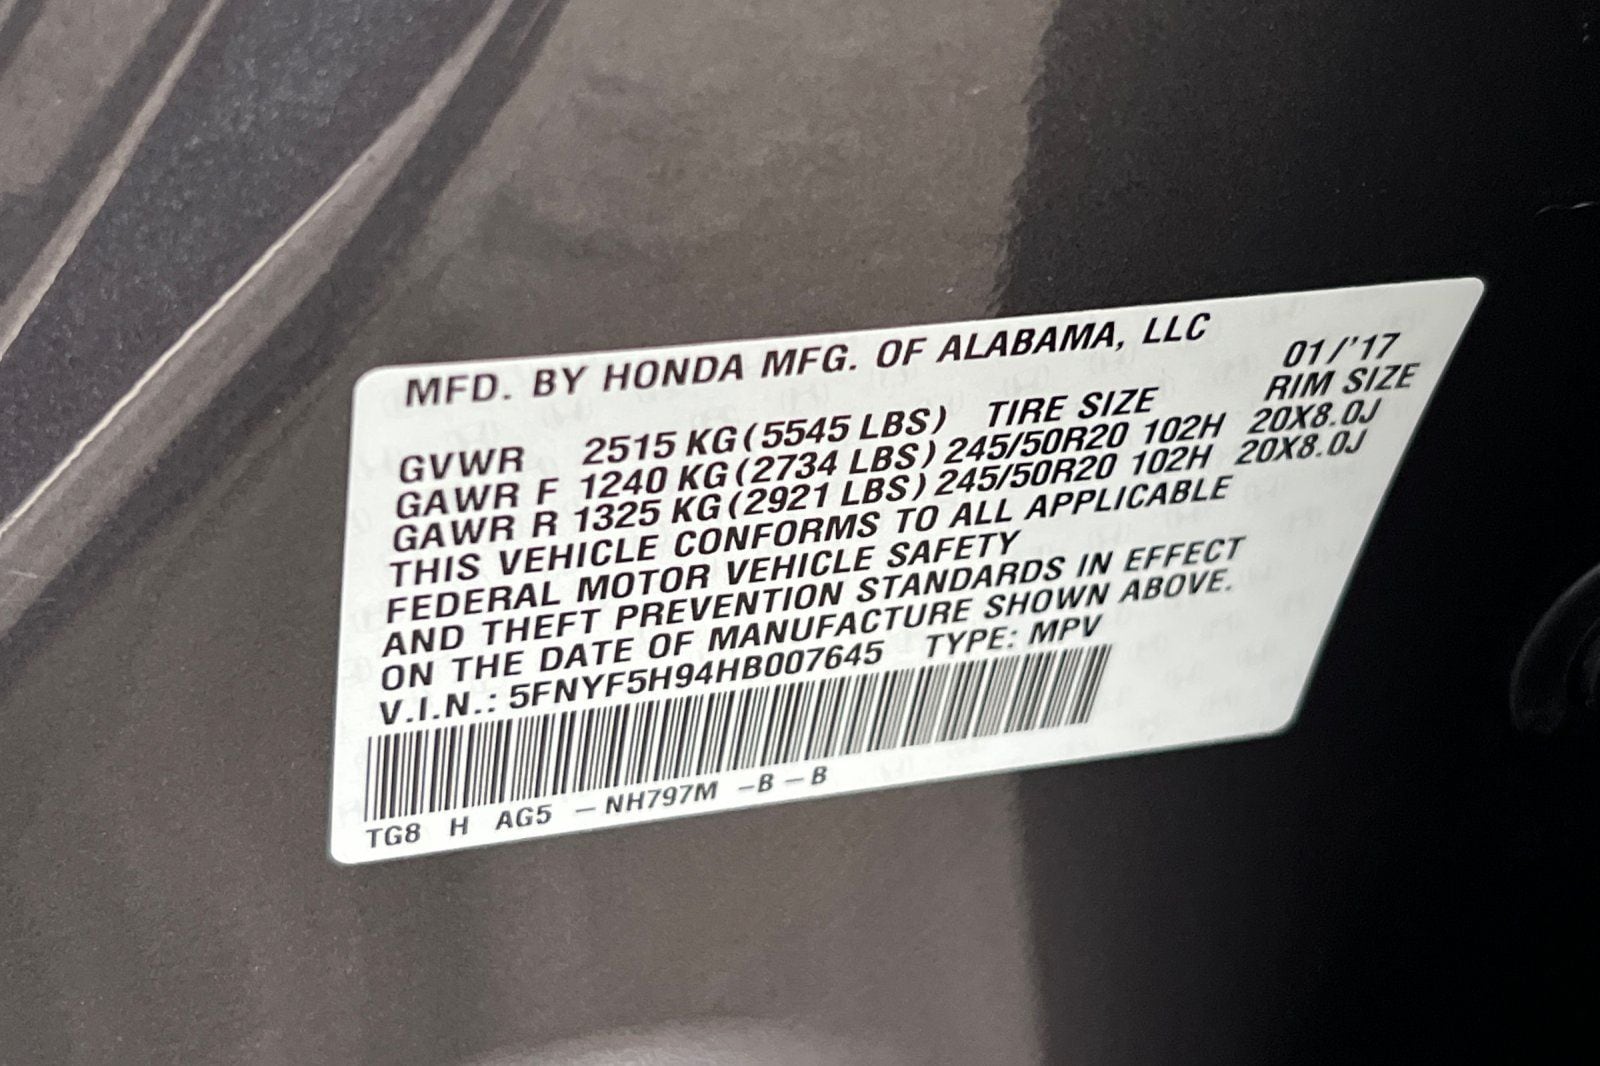 MFD. BY HONDA MFG. OF ALABAMA, LLC 01/'17
GVWR 2515 KG (5545 LBS) TIRE SIZE RIM SIZE
GAWR F 1240 KG (2734 LBS) 245/50R20 102H 20X8.0J
GAWR R 1325 KG (2921 LBS) 245/50R20 102H 20X8.0J
THIS VEHICLE CONFORMS TO ALL APPLICABLE
FEDERAL MOTOR VEHICLE SAFETY
AND THEFT PREVENTION STANDARDS IN EFFECT
ON THE DATE OF MANUFACTURE SHOWN ABOVE.
V.I.N.: 5FNYF5H94HB007645 TYPE: MPV
TG8 H AG5 – NH797M – B – B